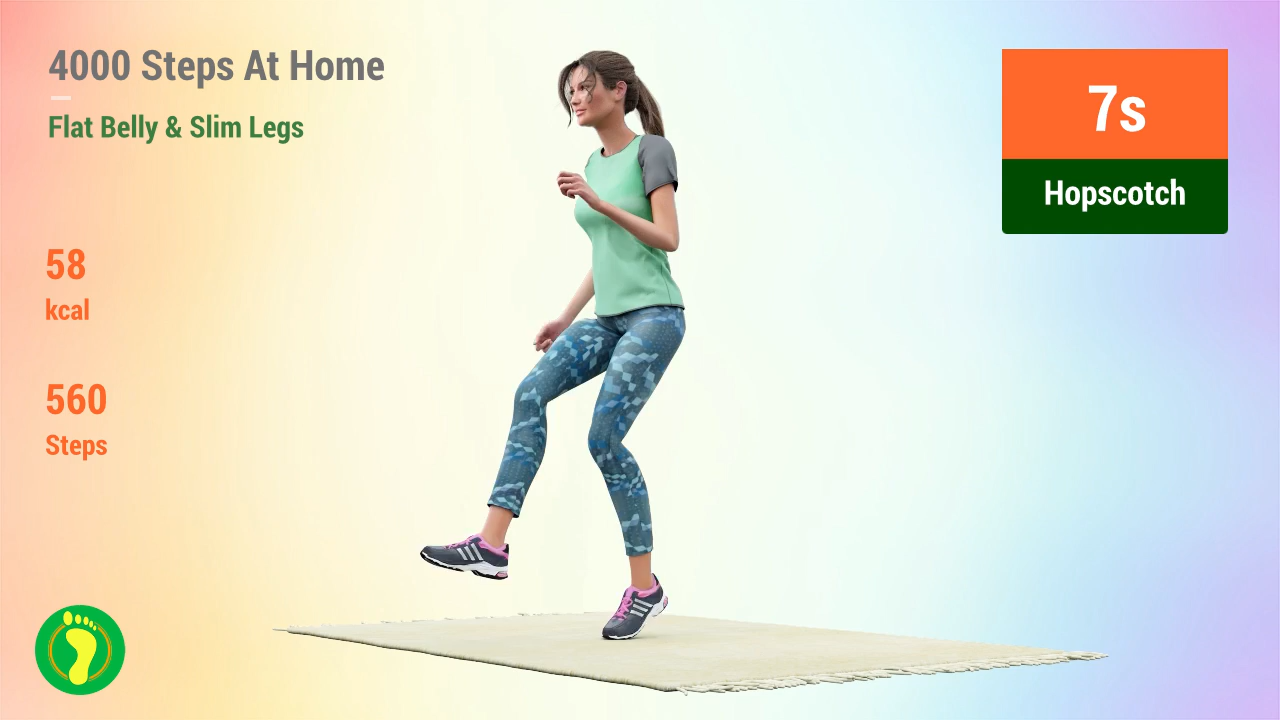 4000 Steps At Home
Flat Belly & Slim Legs
7s
Hopscotch
58
kcal
560
Steps